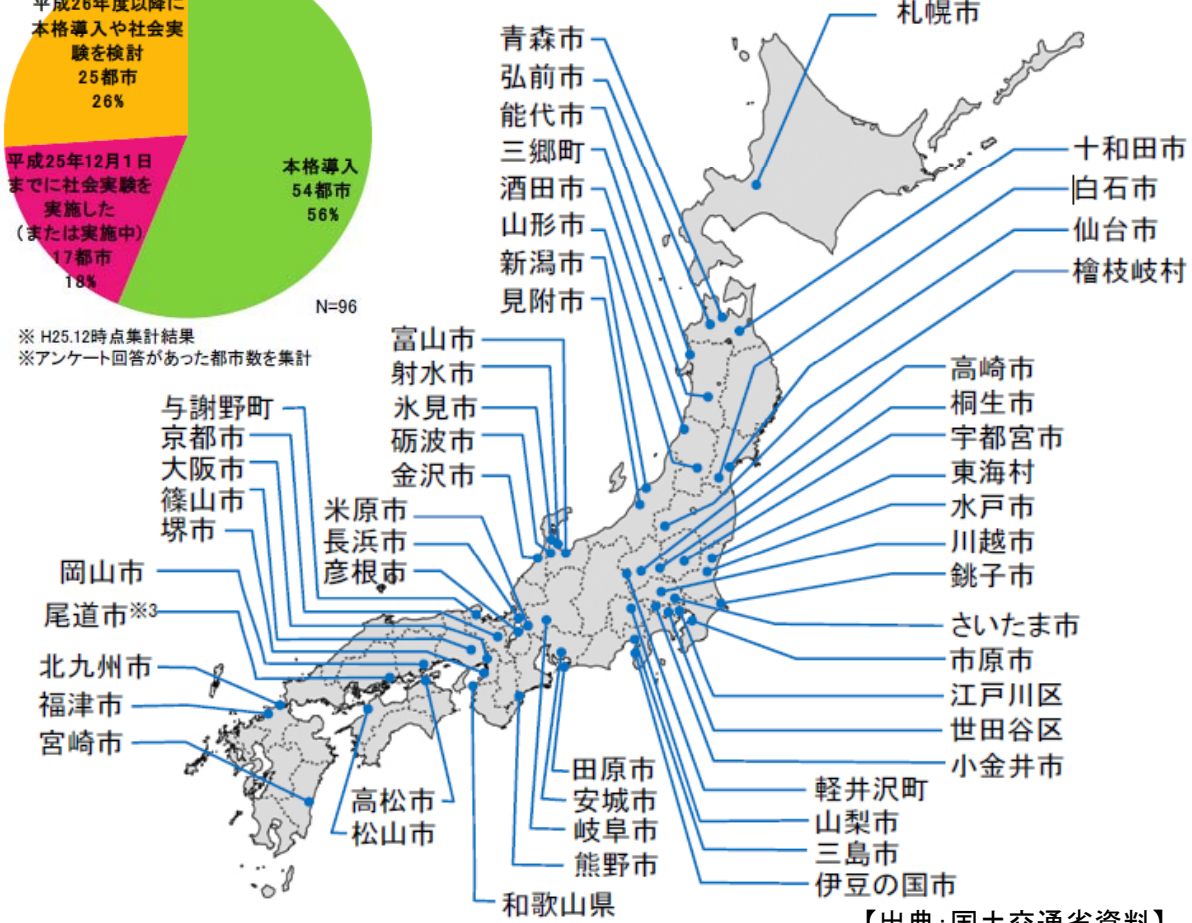 平成26年度以降に
本格導入や社会実
験を検討
25都市
26%
平成25年12月1日
までに社会実験を
実施した
（または実施中）
17都市
18%
本格導入
54都市
56%
N=96
※ H25.12時点集計結果
※アンケート回答があった都市数を集計
札幌市
青森市
弘前市
能代市
三郷町
酒田市
山形市
新潟市
見附市
十和田市
白石市
仙台市
檜枝岐村
富山市
射水市
氷見市
砺波市
金沢市
高崎市
桐生市
宇都宮市
東海村
水戸市
川越市
銚子市
さいたま市
市原市
江戸川区
世田谷区
小金井市
与謝野町
京都市
大阪市
篠山市
堺市
米原市
長浜市
彦根市
岡山市
尾道市※3
北九州市
福津市
宮崎市
高松市
松山市
田原市
安城市
岐阜市
熊野市
和歌山県
軽井沢町
山梨市
三島市
伊豆の国市
【出典：国土交通省資料】